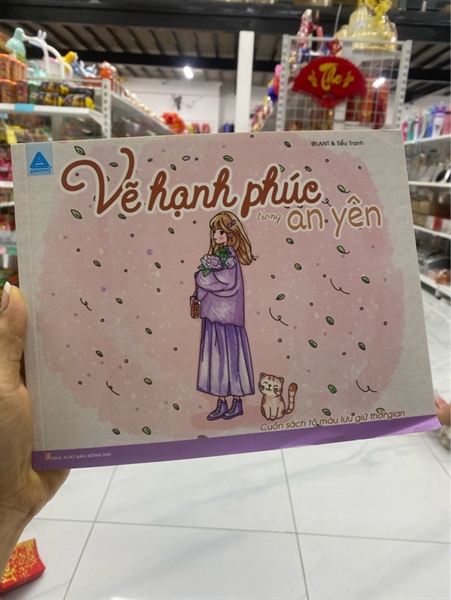 @LANT & Tiểu Tranh
Vẽ hạnh phúc
trong an yên
Cuốn sách tô màu lưu giữ thời gian
NHÀ XUẤT BẢN ĐỒNG NAI